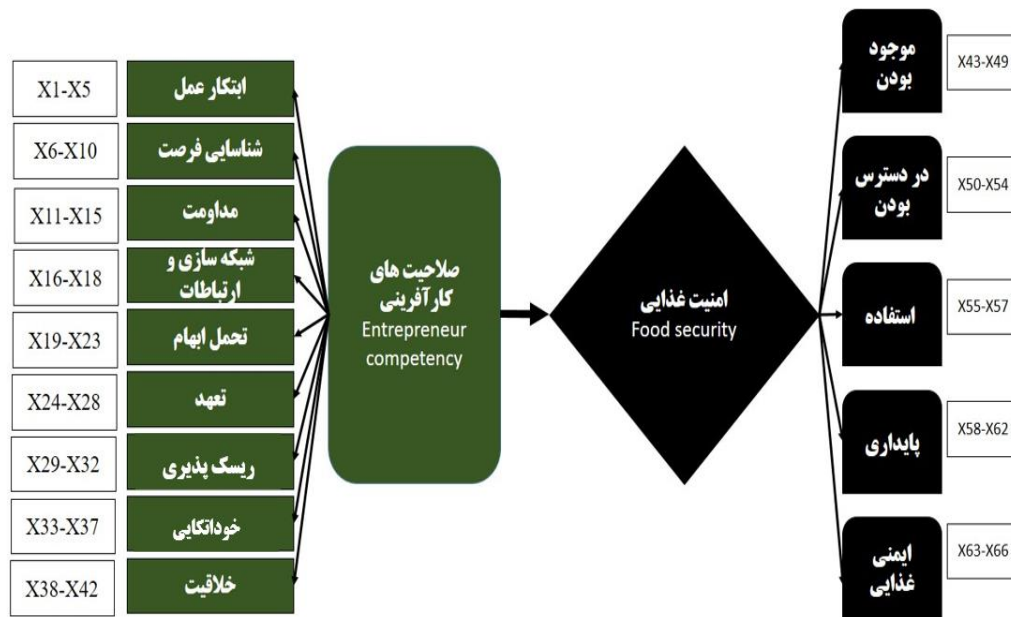 X1-X5
ابتکار عمل
X6-X10
شناسایی فرصت
X11-X15
مداومت
X16-X18
شبکه سازی و
ارتباطات
X19-X23
تحمل ابهام
X24-X28
تعهد
X29-X32
ریسک پذیری
X33-X37
خوداتکایی
X38-X42
خلاقیت
صلاحیت های
کارآفرینی
Entrepreneur
competency
امنیت غذایی
Food security
موجود
بودن
X43-X49
در دسترس
بودن
X50-X54
استفاده
X55-X57
پایداری
X58-X62
ایمنی
غذایی
X63-X66